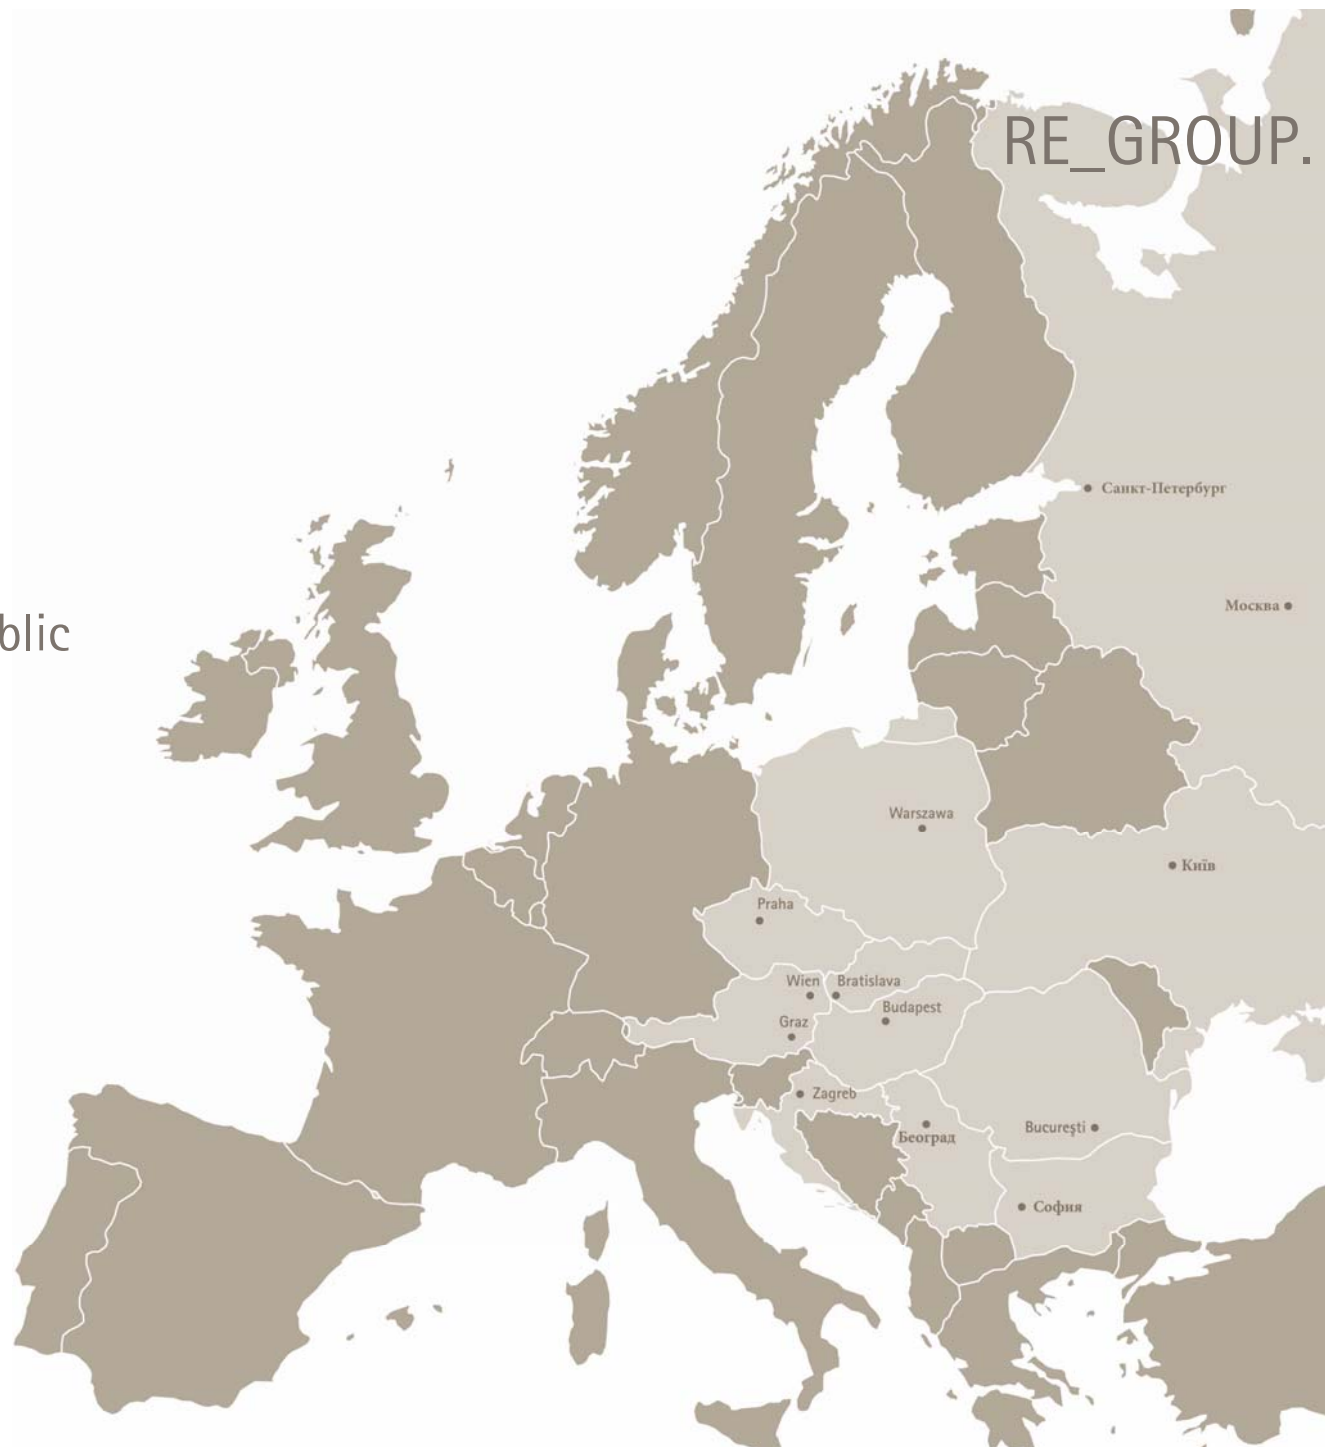 RE_GROUP.
Санкт-Петербург
Москва
blic
Warszawa
Київ
Praha
Wien
Bratislava
Budapest
Graz
Zagreb
Београд
Bucureşti
София